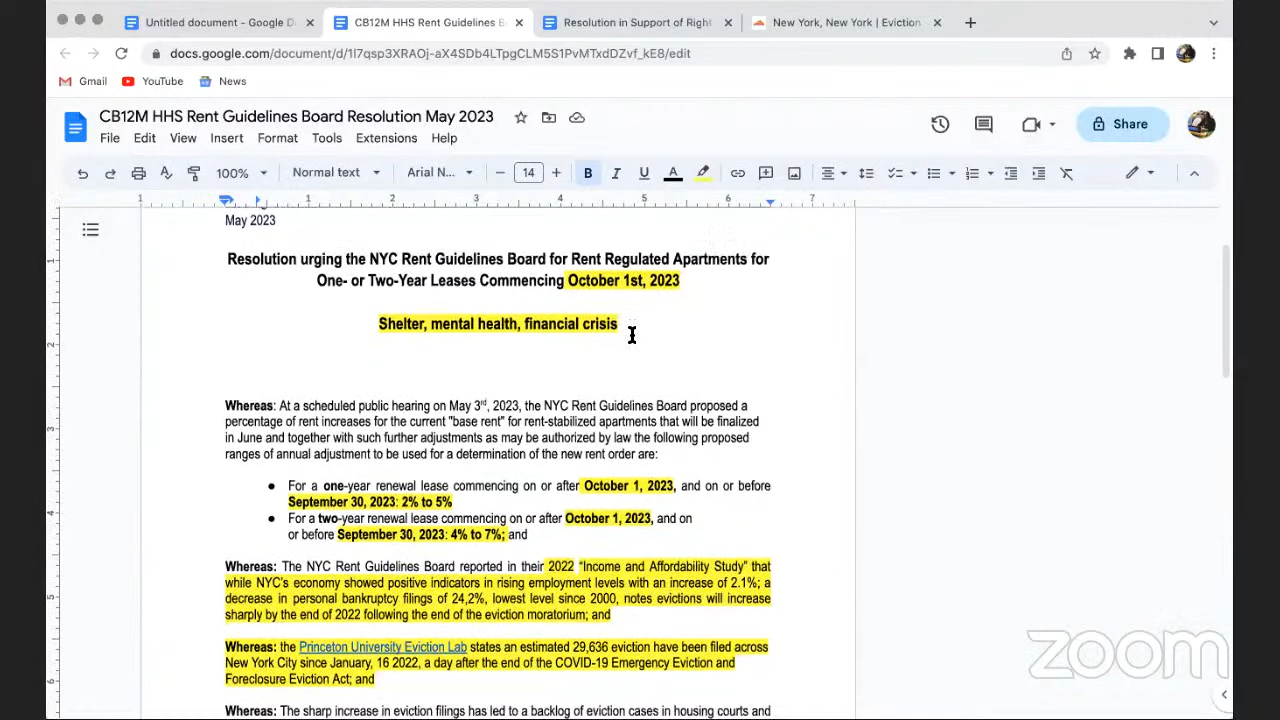 Untitled document - Google D
CB12M HHS Rent Guidelines B
Resolution in Support of Right
New York, New York | Eviction
docs.google.com/document/d/1l7qsp3XRAOj-aX4SDb4LTpgCLM5S1PvMTxdDZvf_kE8/edit
Gmail YouTube News
CB12M HHS Rent Guidelines Board Resolution May 2023
File Edit View Insert Format Tools Extensions Help
Share
100% Normal text Arial N... 14 B I U A
1 1 2 3 4 5 6 7
May 2023
Resolution urging the NYC Rent Guidelines Board for Rent Regulated Apartments for
One- or Two-Year Leases Commencing October 1st, 2023
Shelter, mental health, financial crisis
Whereas: At a scheduled public hearing on May 3rd, 2023, the NYC Rent Guidelines Board proposed a
percentage of rent increases for the current "base rent" for rent-stabilized apartments that will be finalized
in June and together with such further adjustments as may be authorized by law the following proposed
ranges of annual adjustment to be used for a determination of the new rent order are:
● For a one-year renewal lease commencing on or after October 1, 2023, and on or before
September 30, 2023: 2% to 5%
● For a two-year renewal lease commencing on or after October 1, 2023, and on
or before September 30, 2023: 4% to 7%; and
Whereas: The NYC Rent Guidelines Board reported in their 2022 “Income and Affordability Study” that
while NYC’s economy showed positive indicators in rising employment levels with an increase of 2.1%; a
decrease in personal bankruptcy filings of 24,2%, lowest level since 2000, notes evictions will increase
sharply by the end of 2022 following the end of the eviction moratorium; and
Whereas: the Princeton University Eviction Lab states an estimated 29,636 eviction have been filed across
New York City since January, 16 2022, a day after the end of the COVID-19 Emergency Eviction and
Foreclosure Eviction Act; and
Whereas: The sharp increase in eviction filings has led to a backlog of eviction cases in housing courts and
zoom